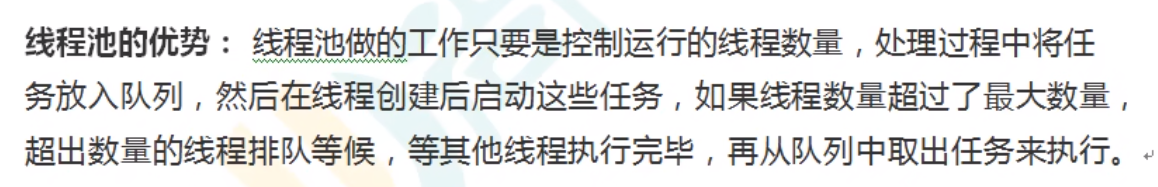 线程池的优势： 线程池做的工作只要是控制运行的线程数量，处理过程中将任
务放入队列，然后在线程创建后启动这些任务，如果线程数量超过了最大数量，
超出数量的线程排队等候，等其他线程执行完毕，再从队列中取出任务来执行。